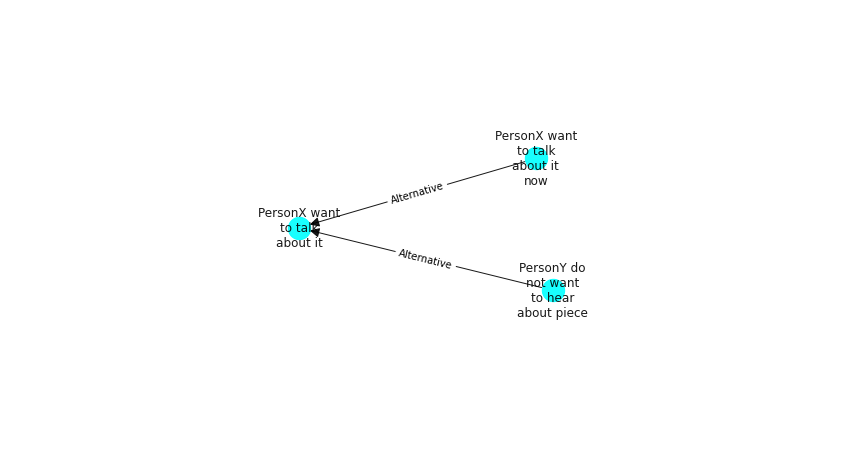 PersonX want
to talk
about it
now
Alternative
PersonX want
to talk
about it
Alternative
PersonY do
not want
to hear
about piece